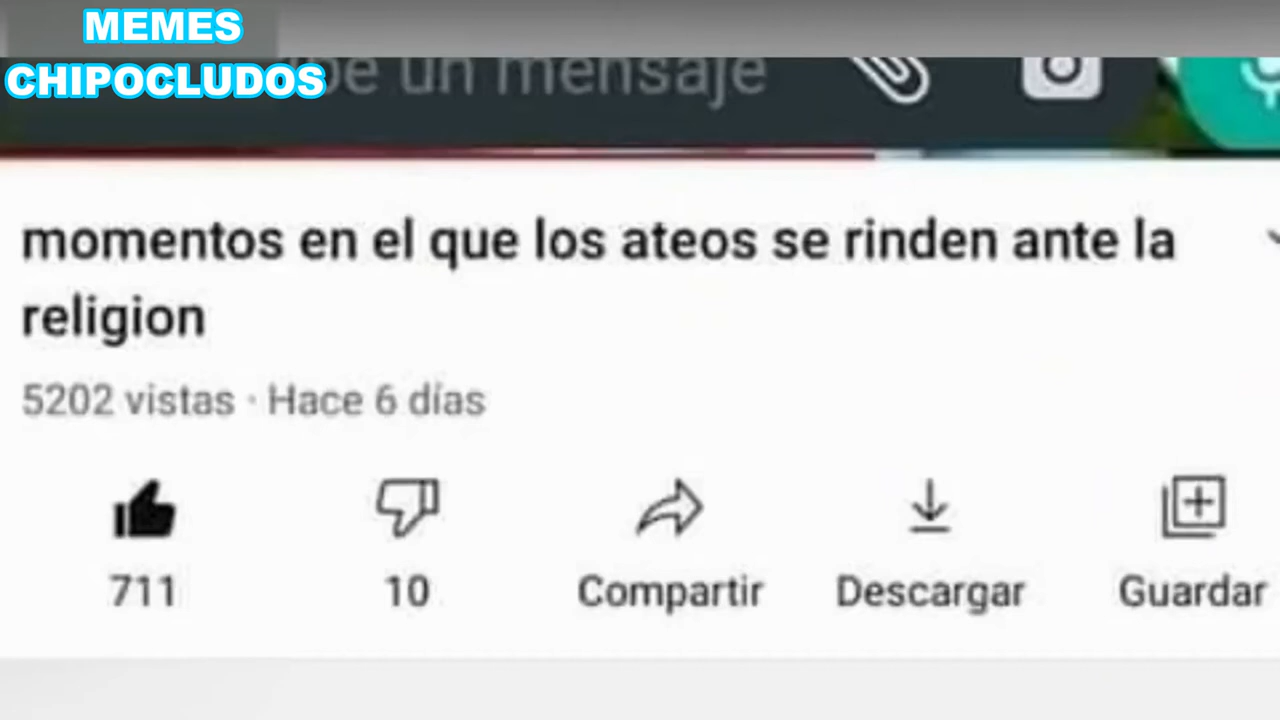 MEMES
CHIPOCLUDOS
un mensaje
momentos en el que los ateos se rinden ante la
religion
5202 vistas · Hace 6 días
711 10 Compartir Descargar Guardar